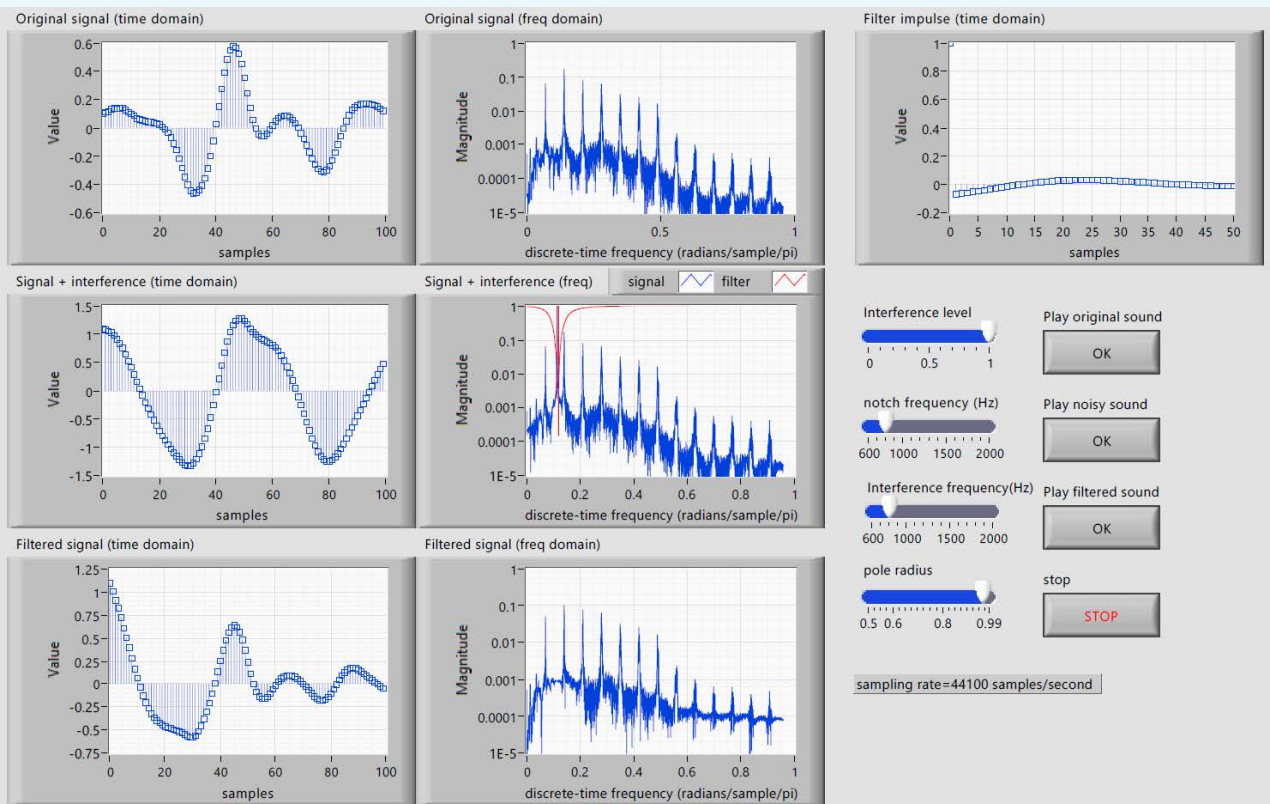 Original signal (time domain)
Value
0.6
0.4
0.2
0
-0.2
-0.4
-0.6
0 20 40 60 80 100
samples
Original signal (freq domain)
Magnitude
1
0.1
0.01
0.001
0.0001
1E-5
0 0.5 1
discrete-time frequency (radians/sample/pi)
Filter impulse (time domain)
Value
1
0.8
0.6
0.4
0.2
0
-0.2
0 5 10 15 20 25 30 35 40 45 50
samples
Signal + interference (time domain)
Value
1.5
1
0.5
0
-0.5
-1
-1.5
0 20 40 60 80 100
samples
Signal + interference (freq)
signal filter
Magnitude
1
0.1
0.01
0.001
0.0001
1E-5
0 0.2 0.4 0.6 0.8 1
discrete-time frequency (radians/sample/pi)
Interference level
0 0.5 1
Play original sound
OK
notch frequency (Hz)
600 1000 1500 2000
Play noisy sound
OK
Interference frequency(Hz)
600 1000 1500 2000
Play filtered sound
OK
pole radius
0.5 0.6 0.8 0.99
stop
STOP
sampling rate=44100 samples/second
Filtered signal (time domain)
Value
1.25
1
0.75
0.5
0.25
0
-0.25
-0.5
-0.75
0 20 40 60 80 100
samples
Filtered signal (freq domain)
Magnitude
1
0.1
0.01
0.001
0.0001
1E-5
0 0.2 0.4 0.6 0.8 1
discrete-time frequency (radians/sample/pi)